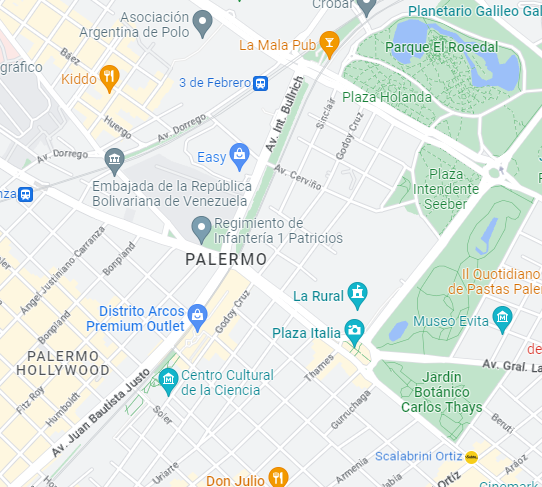 Crobar
Planetario Galileo Gal
Asociación
Argentina de Polo
La Mala Pub
Parque El Rosedal
Báez
gráfico
Kiddo
3 de Febrero
Plaza Holanda
Av. Int. Bullrich
Sinclair
Godoy Cruz
Huergo
Av. Dorrego
Av. Dorrego
Easy
Av. Cerviño
Plaza
Intendente
Seeber
Embajada de la República
Bolivariana de Venezuela
nza
Regimiento de
Infantería 1 Patricios
Angel Justiniano Carranza
Bonpland
PALERMO
Il Quotidiano
de Pastas Paler
La Rural
Godoy Cruz
Distrito Arcos
Premium Outlet
Museo Evita
Bonpland
Plaza Italia
de
PALERMO
HOLLYWOOD
Av. Gral. La
Thames
Centro Cultural
de la Ciencia
Jardín
Botánico
Carlos Thays
Av. Juan Bautista Justo
Fitz Roy
Humboldt
Soler
Gurruchaga
Beruti
Scalabrini Ortiz
Aráoz
Uriarte
Armenia
Don Julio
Ortíz
Cinemark